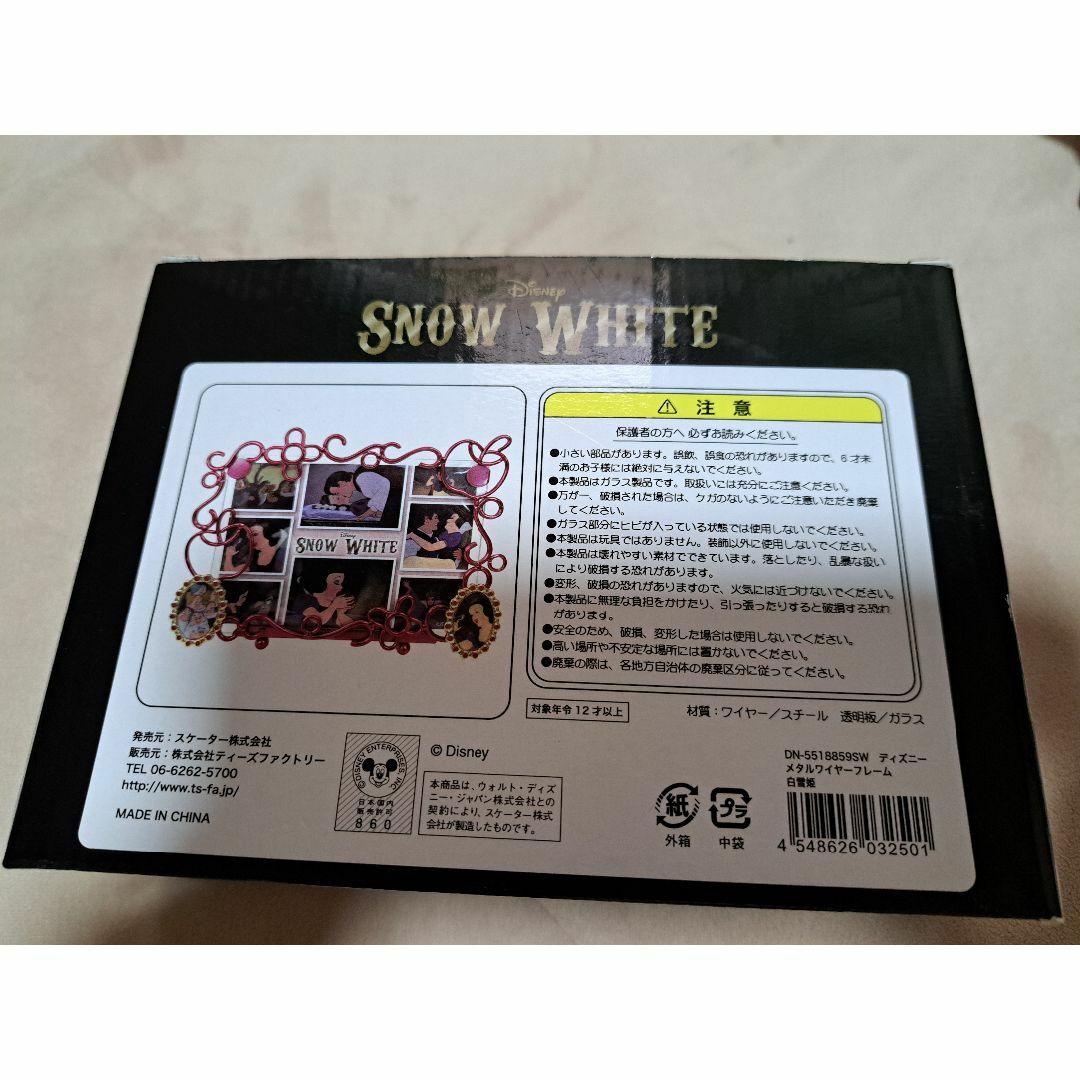 Disney
SNOW WHITE
Disney
SNOW WHITE
⚠ 注意
保護者の方へ 必ずお読みください。
●小さい部品があります。誤飲、誤食の恐れがありますので、6才未
満のお子様には絶対に与えないでください。
●本製品はガラス製品です。取扱いには充分にご注意ください。
●万が一、破損された場合は、ケガのないようにご注意いただき廃棄
してください。
●ガラス部分にヒビが入っている状態では使用しないでください。
●本製品は玩具ではありません。装飾以外に使用しないでください。
●本製品は壊れやすい素材でできています。落としたり、乱暴な扱い
により破損する恐れがあります。
●変形、破損の恐れがありますので、火気には近づけないでください。
●本製品に無理な負担をかけたり、引っ張ったりすると破損する恐れ
があります。
●安全のため、破損、変形した場合は使用しないでください。
●高い場所や不安定な場所には置かないでください。
●廃棄の際は、各地方自治体の廃棄区分に従ってください。
対象年令12才以上
材質:ワイヤー/スチール 透明板/ガラス
発売元:スケーター株式会社
販売元:株式会社ティーズファクトリー
TEL 06-6262-5700
http://www.ts-fa.jp/
MADE IN CHINA
©DISNEY ENTERPRISES, INC.
日本国内
販売許可
860
© Disney
本商品は、ウォルト・ディズ
ニー・ジャパン株式会社との
契約により、スケーター株式
会社が製造したものです。
DN-5518859SW ディズニー
メタルワイヤーフレーム
白雪姫
紙
外箱
プラ
中袋
4 548626 032501